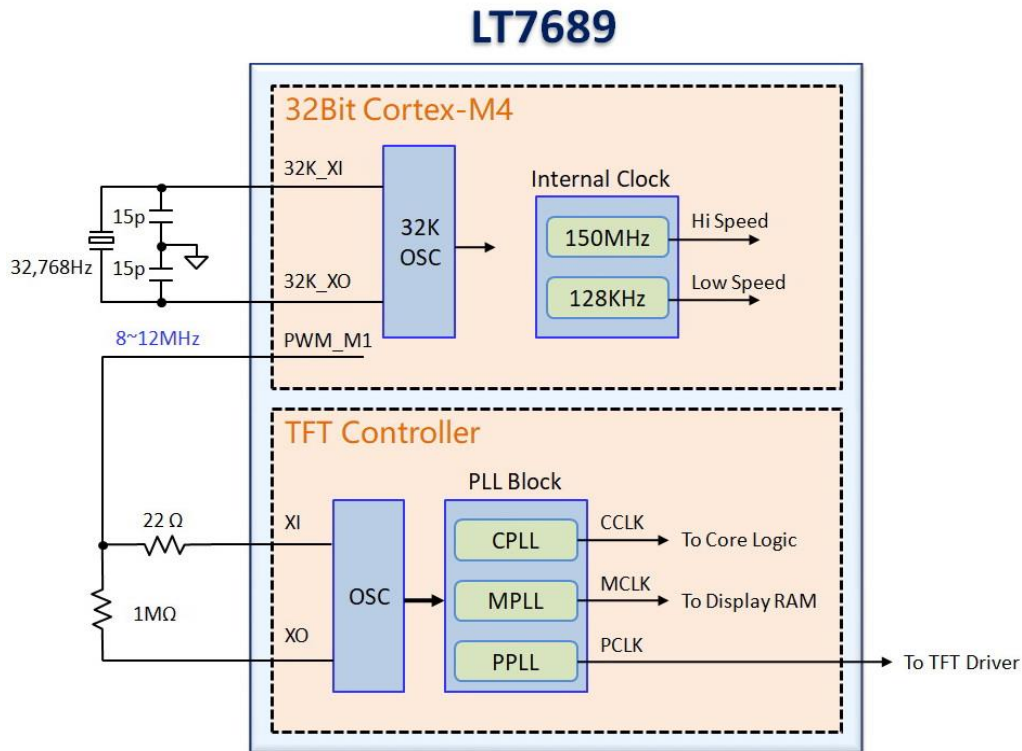 LT7689
32Bit Cortex-M4
32K_XI
15p
32,768Hz
15p
32K_XO
32K
OSC
Internal Clock
150MHz
Hi Speed
128KHz
Low Speed
8~12MHz
PWM_M1
TFT Controller
PLL Block
22 Ω
XI
1MΩ
XO
OSC
CPLL
CCLK
To Core Logic
MPLL
MCLK
To Display RAM
PPLL
PCLK
To TFT Driver